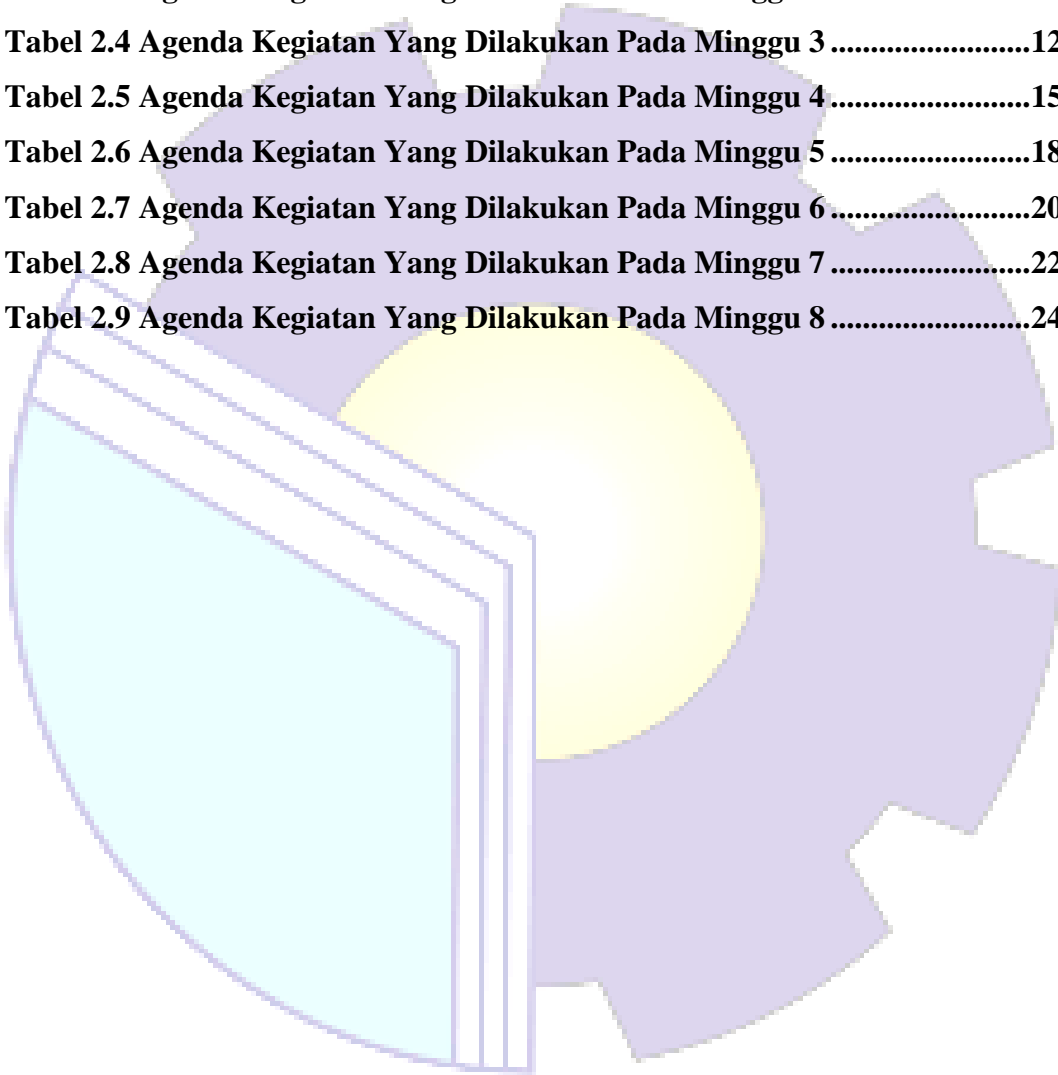 Tabel 2.4 Agenda Kegiatan Yang Dilakukan Pada Minggu 3 .........................12
Tabel 2.5 Agenda Kegiatan Yang Dilakukan Pada Minggu 4 .........................15
Tabel 2.6 Agenda Kegiatan Yang Dilakukan Pada Minggu 5 .........................18
Tabel 2.7 Agenda Kegiatan Yang Dilakukan Pada Minggu 6 .........................20
Tabel 2.8 Agenda Kegiatan Yang Dilakukan Pada Minggu 7 .........................22
Tabel 2.9 Agenda Kegiatan Yang Dilakukan Pada Minggu 8 .........................24